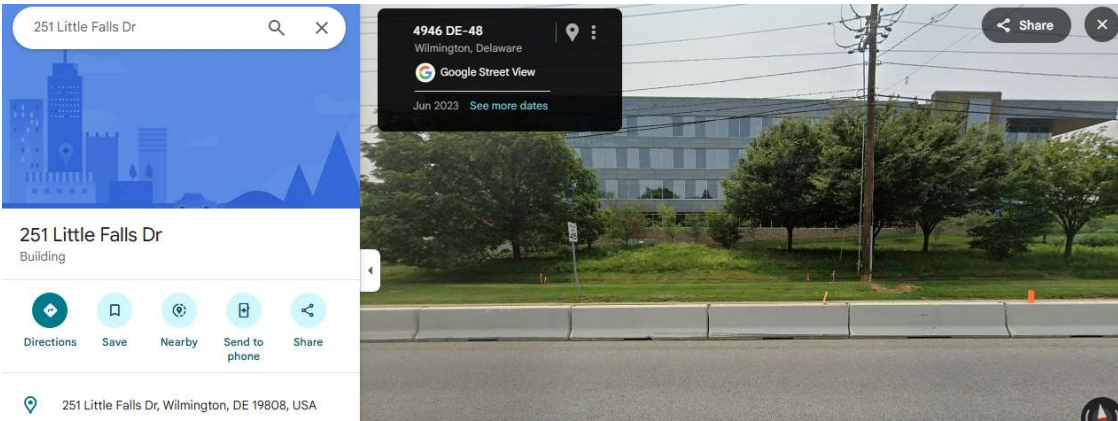 251 Little Falls Dr
251 Little Falls Dr
Building
Directions
Save
Nearby
Send to
phone
Share
251 Little Falls Dr, Wilmington, DE 19808, USA
4946 DE-48
Wilmington, Delaware
Google Street View
Jun 2023 See more dates
Share